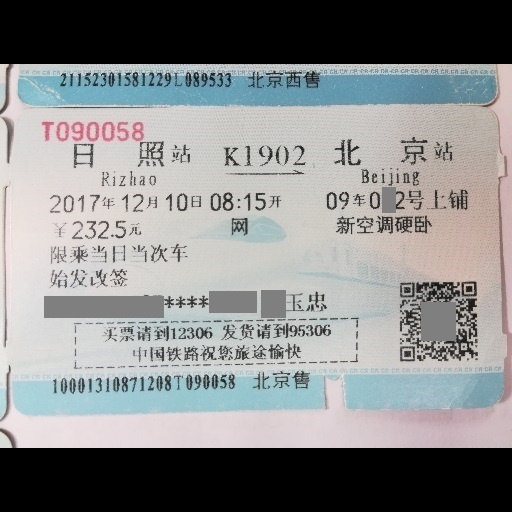 21152301581229L089533 北京西售
T090058
日照站 K1902 北京站
Rizhao Beijing
2017年12月10日08:15开 09车0 2号上铺
¥232.5元 网 新空调硬卧
限乘当日当次车
始发改签
**** 玉忠
买票请到12306 发货请到95306
中国铁路祝您旅途愉快
10001310871208T090058 北京售